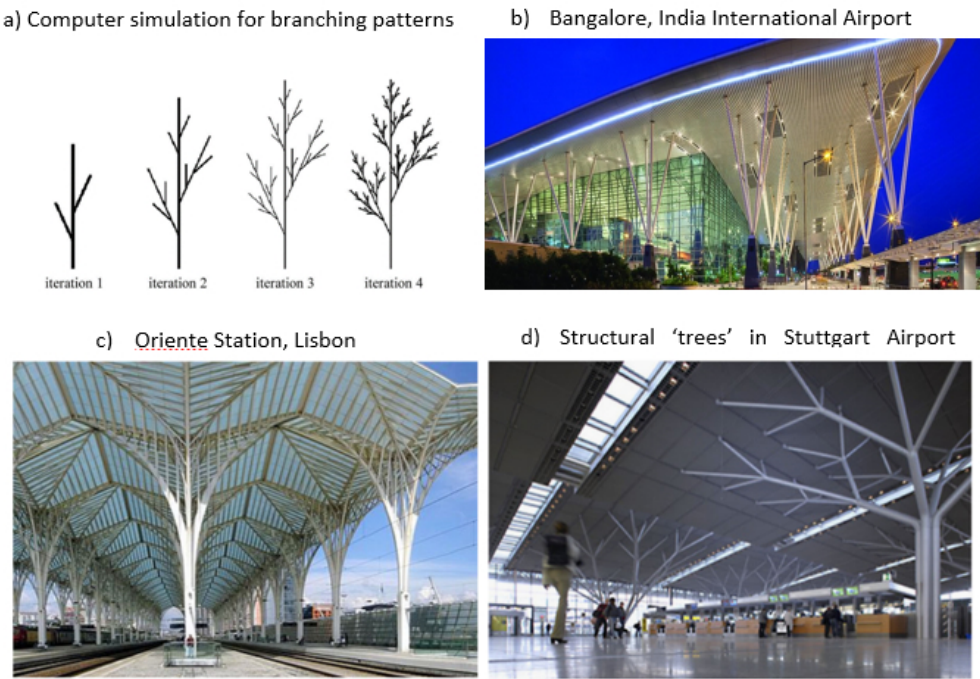 a) Computer simulation for branching patterns
b) Bangalore, India International Airport
iteration 1
iteration 2
iteration 3
iteration 4
c) Oriente Station, Lisbon
d) Structural ‘trees’ in Stuttgart Airport